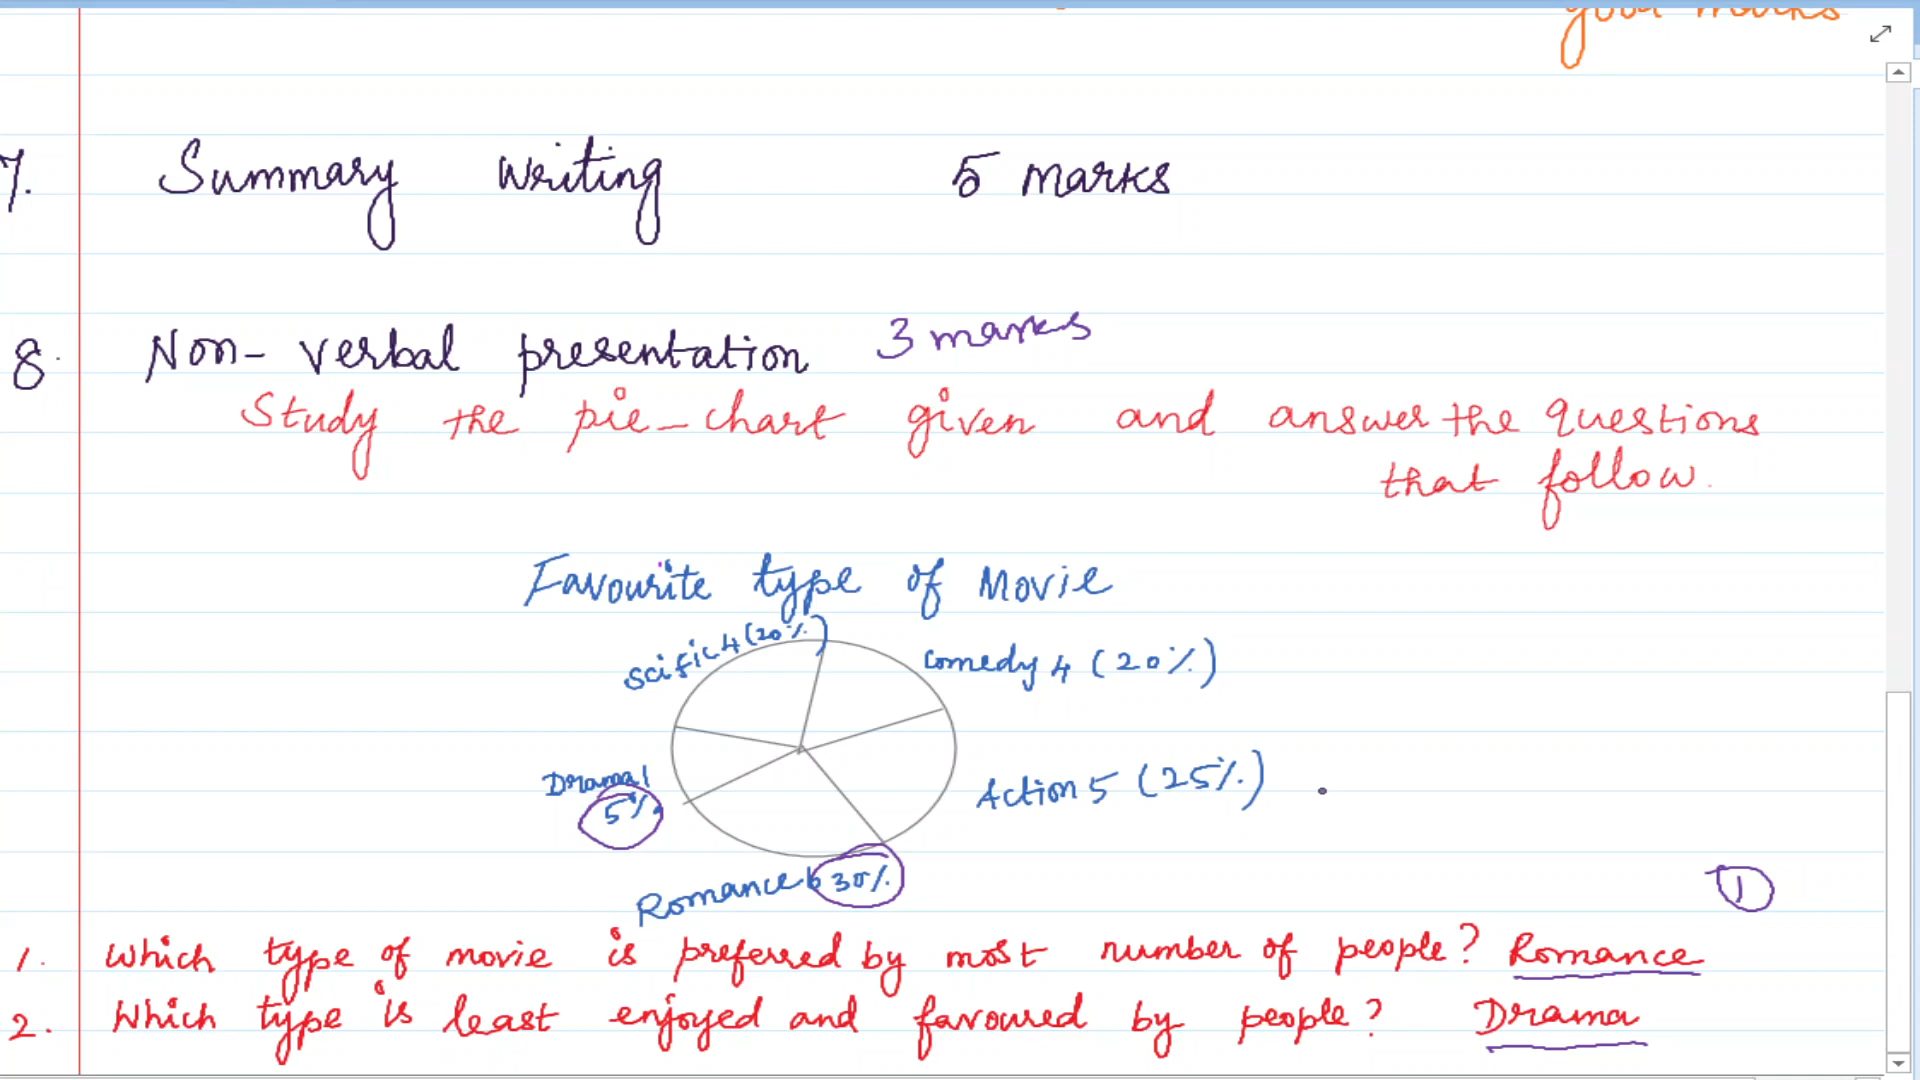 good marks
7. Summary Writing 5 marks
8. Non-verbal presentation 3 marks
Study the pie-chart given and answer the questions
that follow.
Favourite type of Movie
scific 4 (20%)
Comedy 4 (20%)
Drama 1
5%
Action 5 (25%)
Romance 6 30%
1
1. Which type of movie is preferred by most number of people? Romance
2. Which type is least enjoyed and favoured by people? Drama